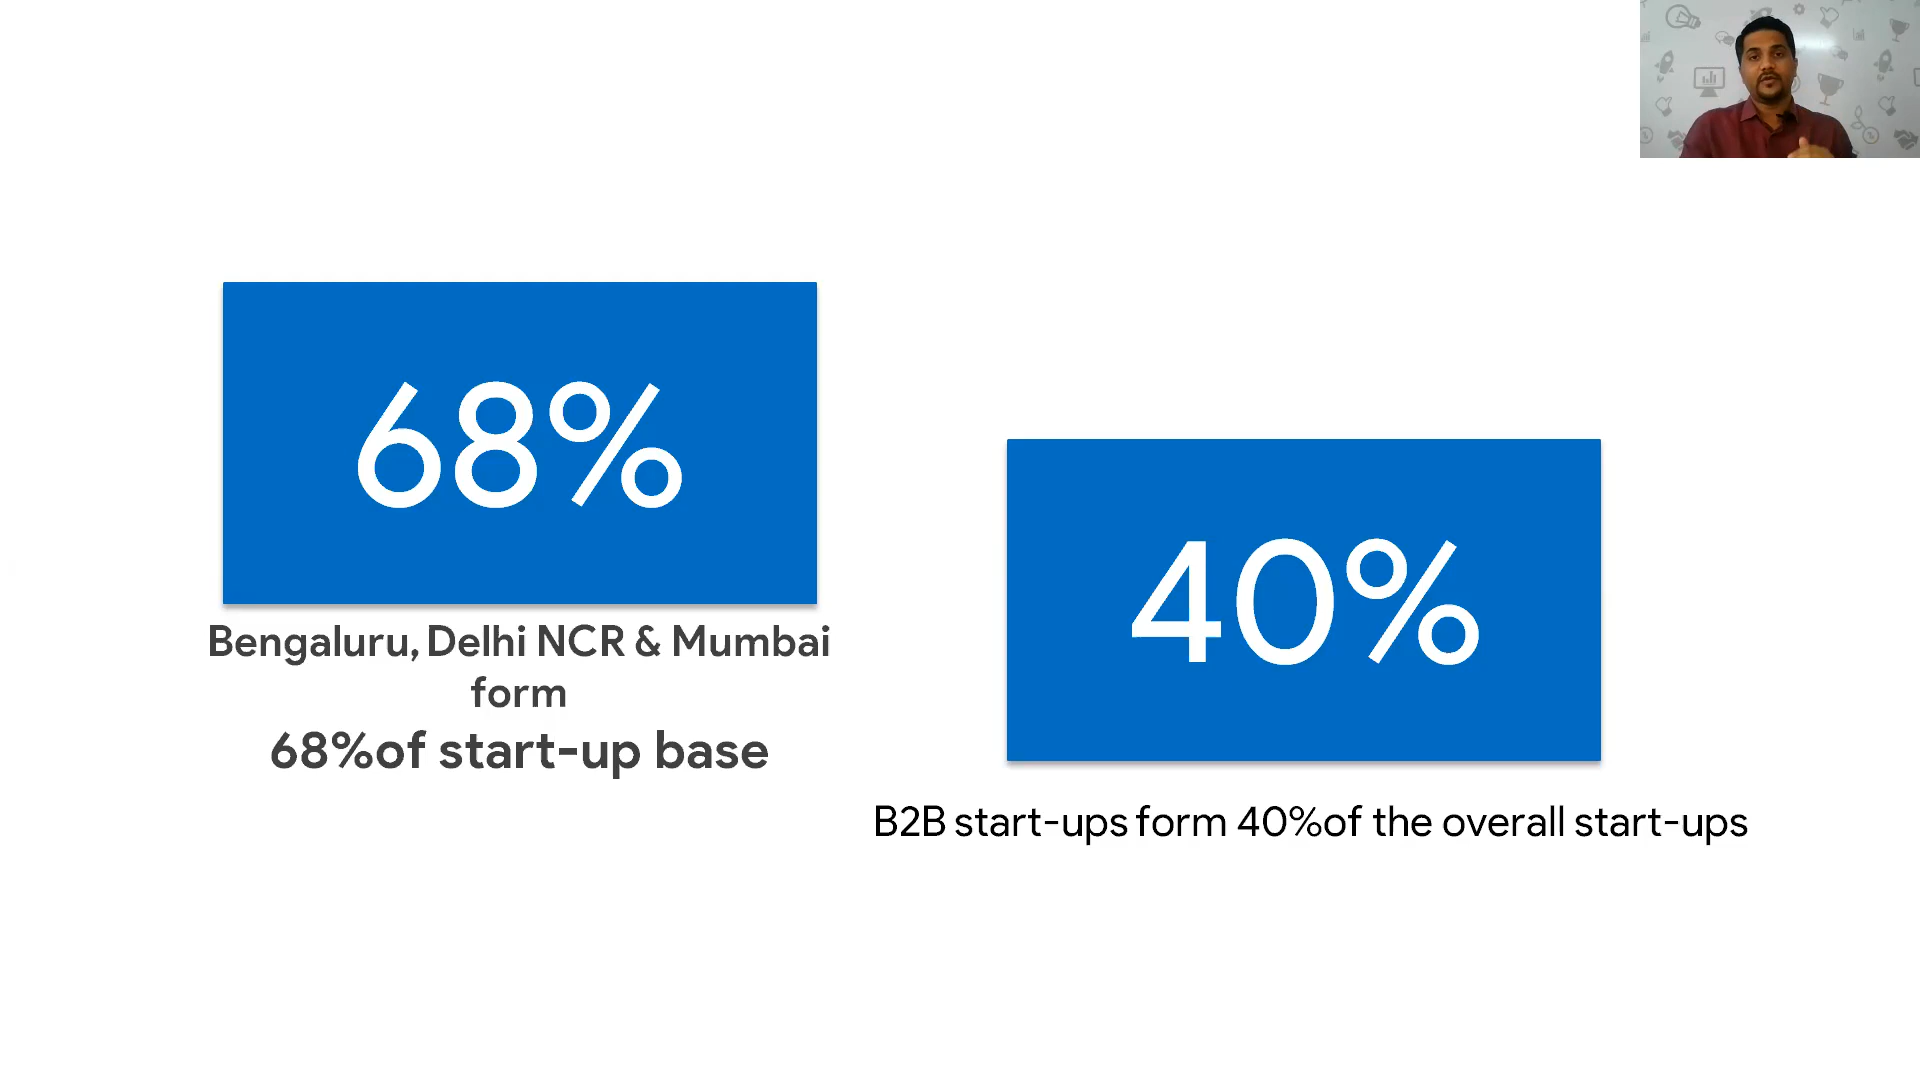 68%
Bengaluru, Delhi NCR & Mumbai
form
68%of start-up base
40%
B2B start-ups form 40%of the overall start-ups